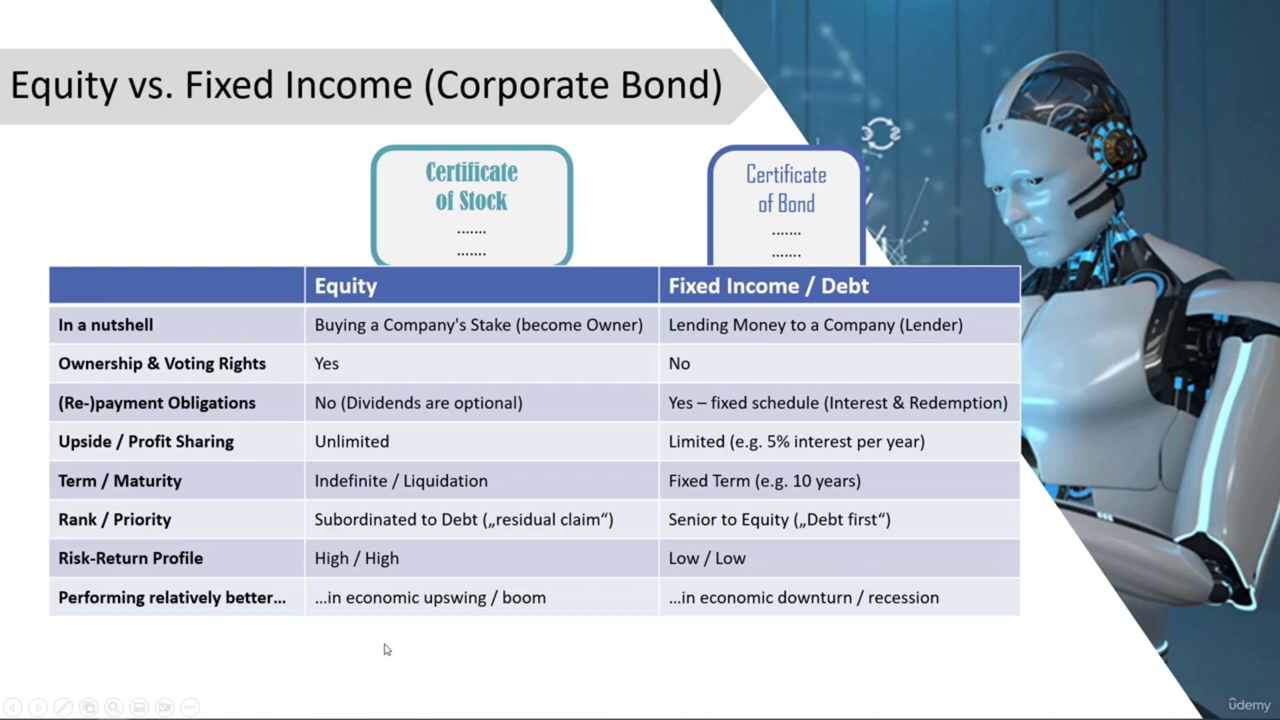 Equity vs. Fixed Income (Corporate Bond)
Certificate
of Stock
.......
.......
Certificate
of Bond
.......
.......
Equity Fixed Income / Debt
In a nutshell Buying a Company's Stake (become Owner) Lending Money to a Company (Lender)
Ownership & Voting Rights Yes No
(Re-)payment Obligations No (Dividends are optional) Yes – fixed schedule (Interest & Redemption)
Upside / Profit Sharing Unlimited Limited (e.g. 5% interest per year)
Term / Maturity Indefinite / Liquidation Fixed Term (e.g. 10 years)
Rank / Priority Subordinated to Debt („residual claim“) Senior to Equity („Debt first“)
Risk-Return Profile High / High Low / Low
Performing relatively better… …in economic upswing / boom …in economic downturn / recession
ûdemy